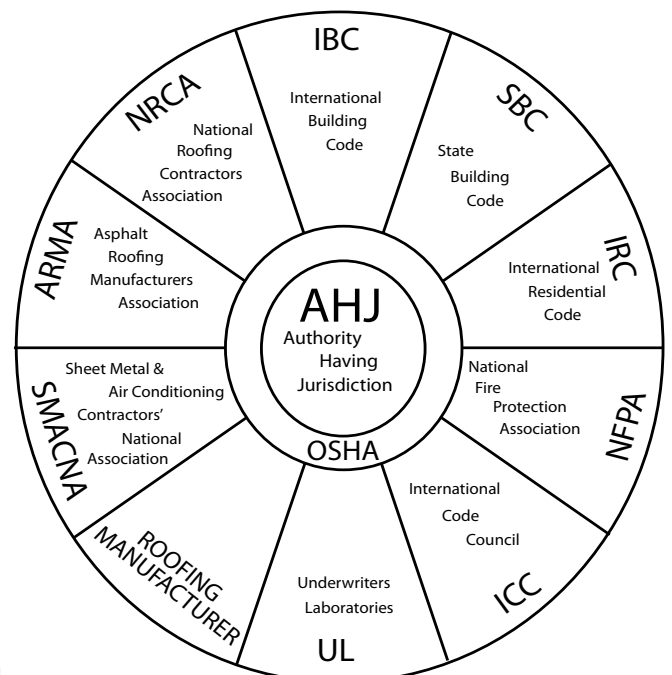 IBC
International
Building
Code
SBC
State
Building
Code
IRC
International
Residential
Code
NFPA
National
Fire
Protection
Association
ICC
International
Code
Council
UL
Underwriters
Laboratories
ROOFING
MANUFACTURER
SMACNA
Sheet Metal &
Air Conditioning
Contractors’
National
Association
ARMA
Asphalt
Roofing
Manufacturers
Association
NRCA
National
Roofing
Contractors
Association
AHJ
Authority
Having
Jurisdiction
OSHA